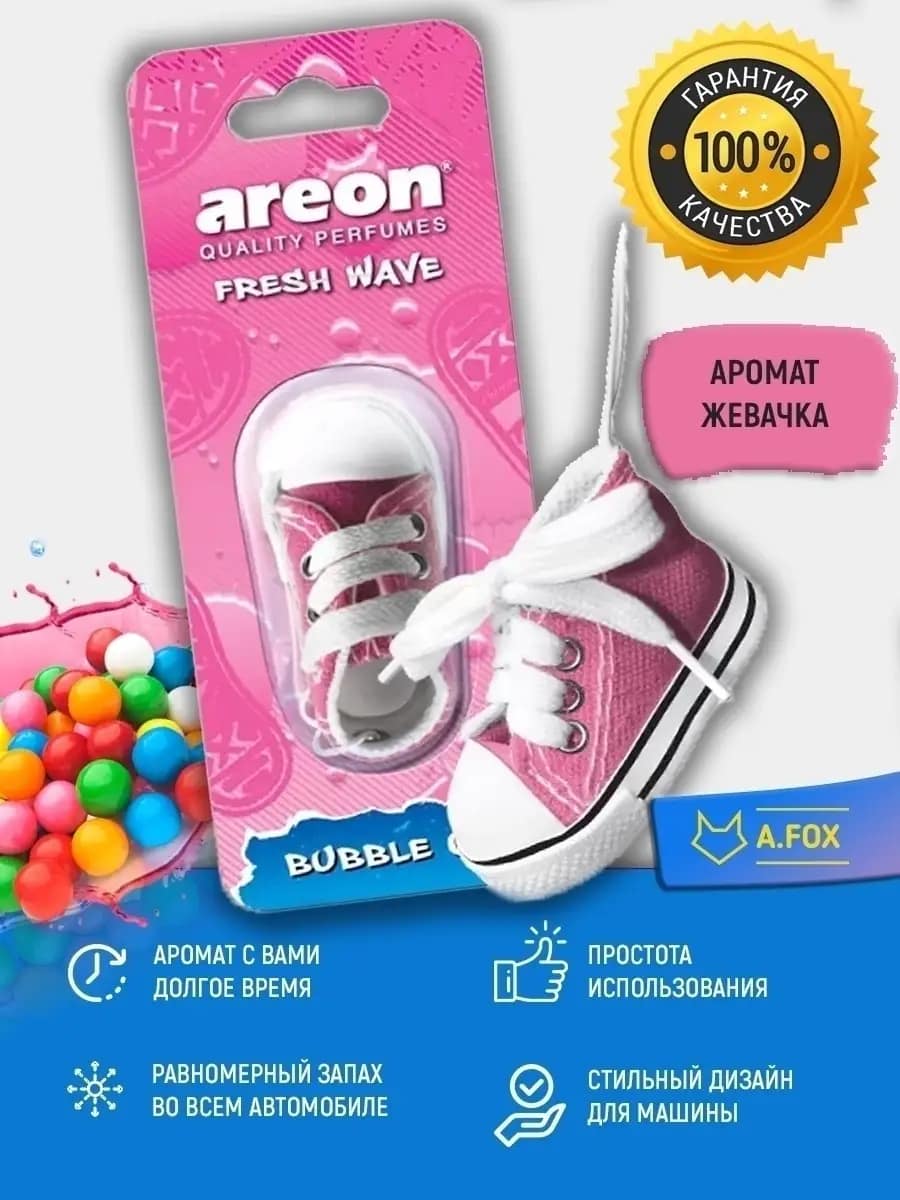 ГАРАНТИЯ
100%
КАЧЕСТВА
areon®
QUALITY PERFUMES
FRESH WAVE
АРОМАТ
ЖЕВАЧКА
BUBBLE
A.FOX
АРОМАТ С ВАМИ
ДОЛГОЕ ВРЕМЯ
ПРОСТОТА
ИСПОЛЬЗОВАНИЯ
РАВНОМЕРНЫЙ ЗАПАХ
ВО ВСЕМ АВТОМОБИЛЕ
СТИЛЬНЫЙ ДИЗАЙН
ДЛЯ МАШИНЫ